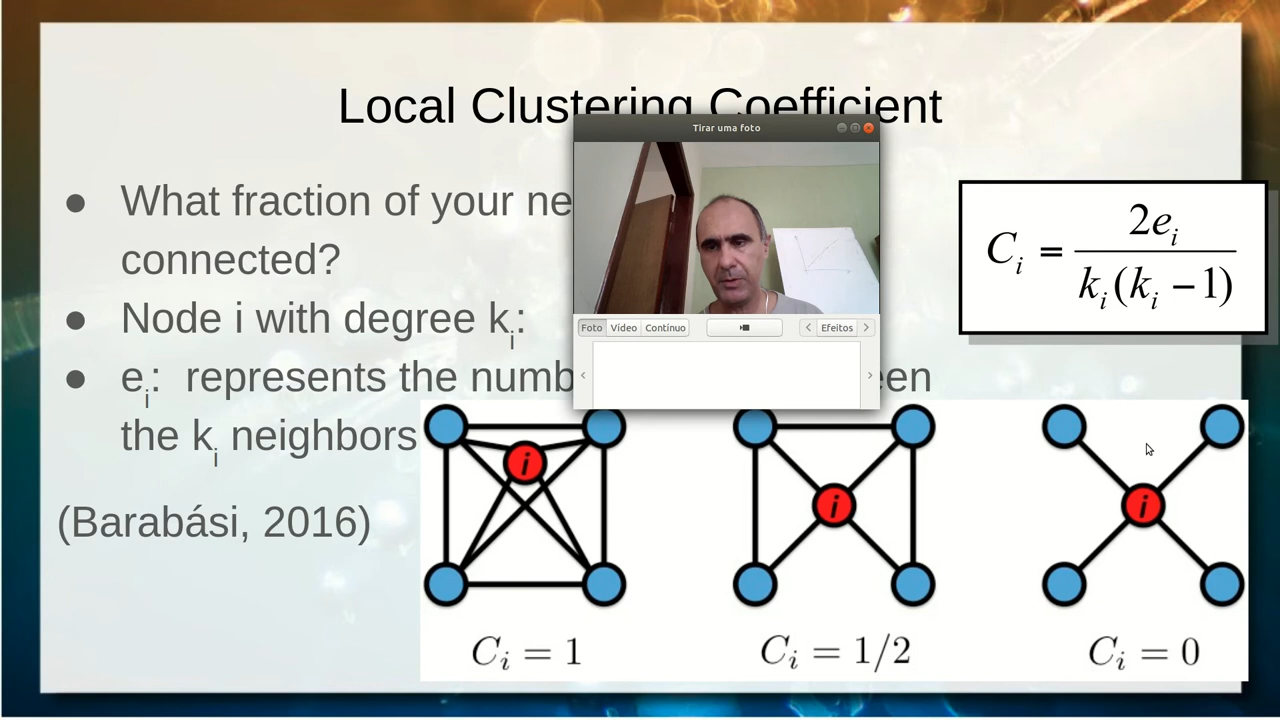 Local Clustering Coefficient
Tirar uma foto
● What fraction of your ne
connected?
● Node i with degree kᵢ:
● eᵢ: represents the numb een
the kᵢ neighbors
(Barabási, 2016)
Cᵢ = 2eᵢ / kᵢ(kᵢ − 1)
Foto Vídeo Contínuo < Efeitos >
i i i
Cᵢ = 1 Cᵢ = 1/2 Cᵢ = 0